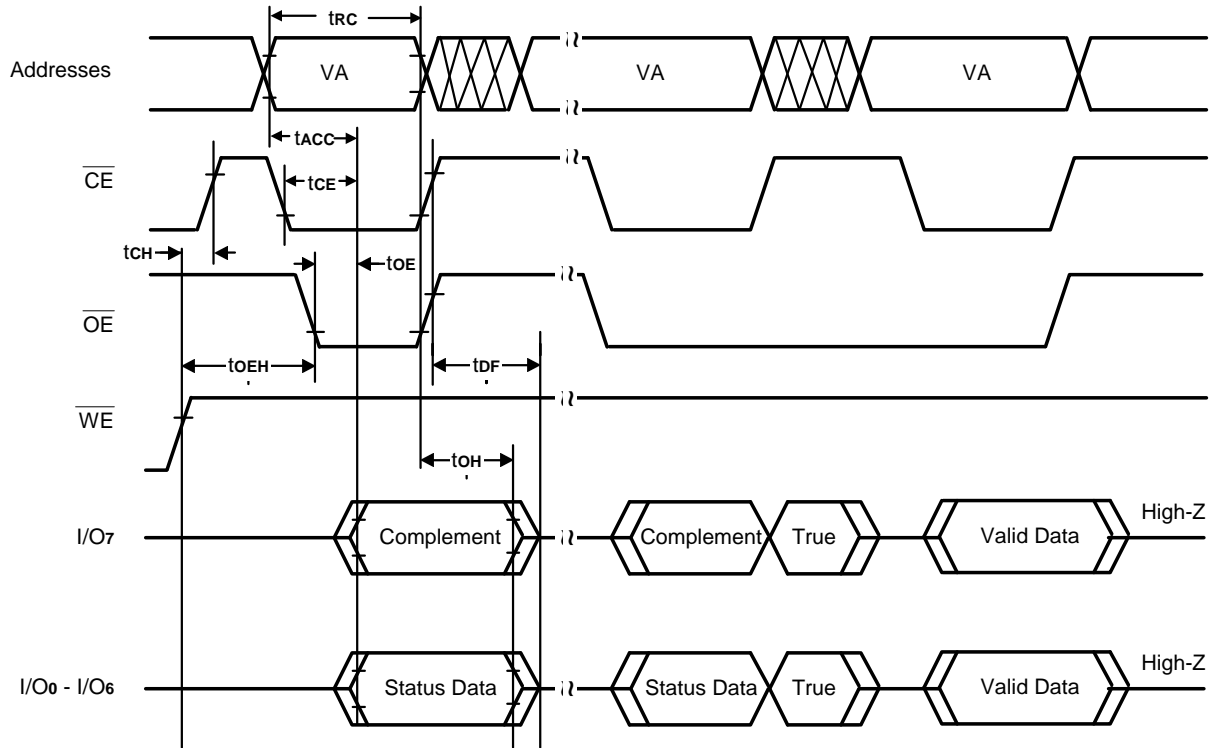 tRC
Addresses VA VA VA
tACC
CE tCE
tCH tOE
OE
tOEH tDF
WE
tOH
I/O7 Complement Complement True Valid Data High-Z
I/O0 - I/O6 Status Data Status Data True Valid Data High-Z